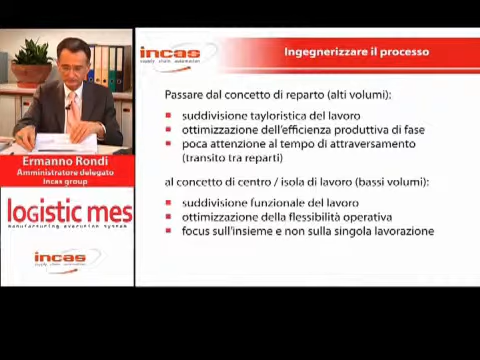 Ermanno Rondi
Amministratore delegato
Incas group
logistic mes
manufacturing execution system
incas
supply chain automation
incas
supply chain automation
Ingegnerizzare il processo
Passare dal concetto di reparto (alti volumi):
suddivisione tayloristica del lavoro
ottimizzazione dell'efficienza produttiva di fase
poca attenzione al tempo di attraversamento
(transito tra reparti)
al concetto di centro / isola di lavoro (bassi volumi):
suddivisione funzionale del lavoro
ottimizzazione della flessibilità operativa
focus sull'insieme e non sulla singola lavorazione